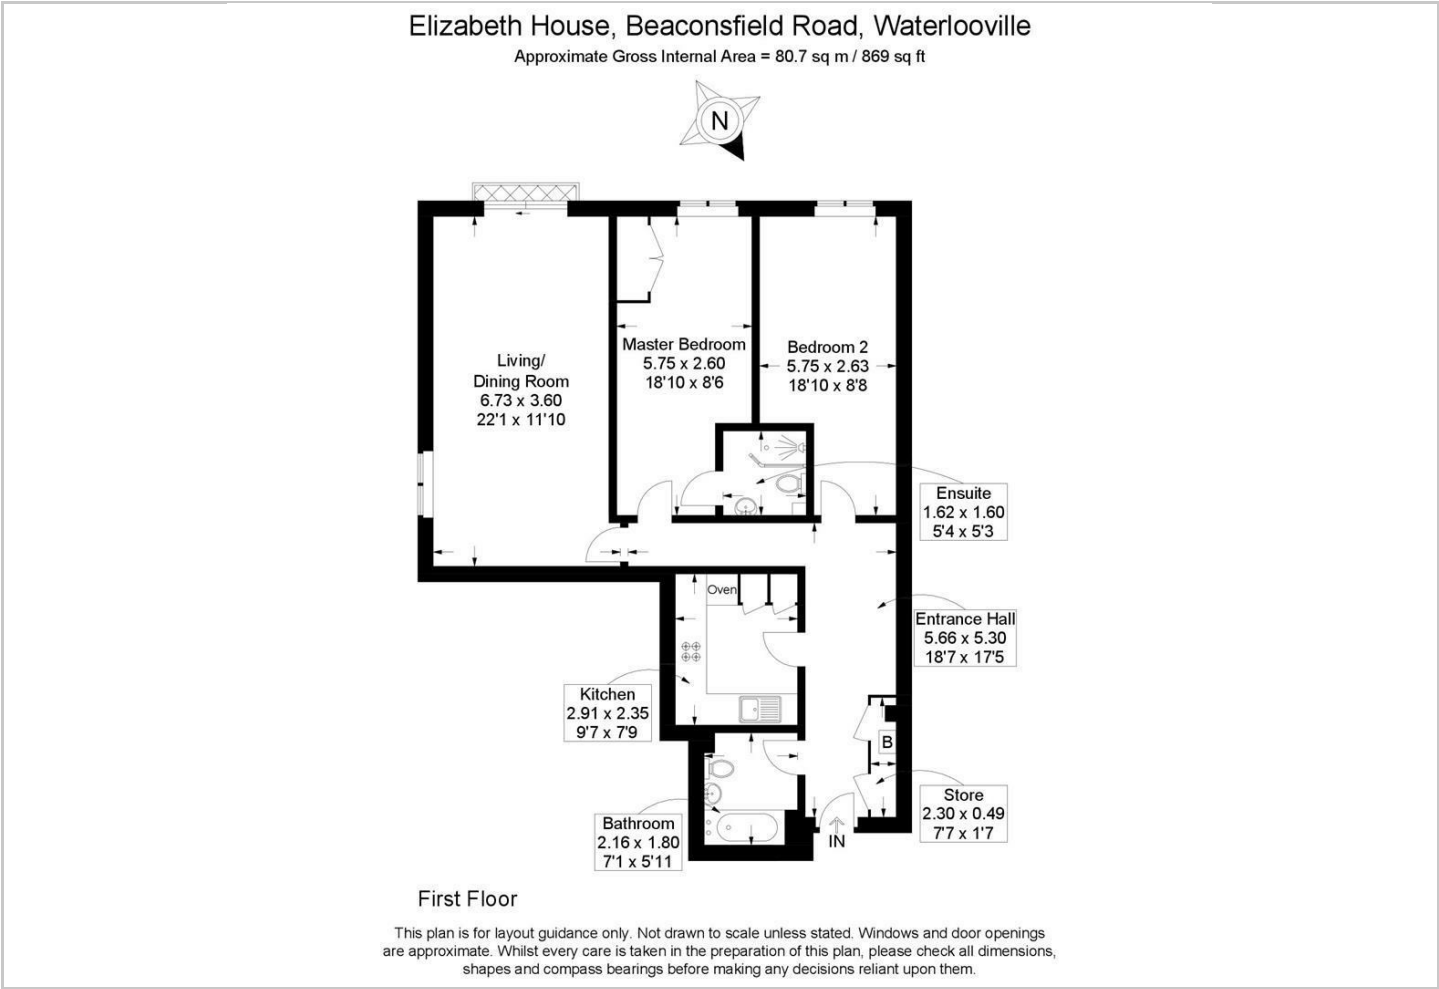 Elizabeth House, Beaconsfield Road, Waterlooville
Approximate Gross Internal Area = 80.7 sq m / 869 sq ft
N
Living/
Dining Room
6.73 x 3.60
22'1 x 11'10
Master Bedroom
5.75 x 2.60
18'10 x 8'6
Bedroom 2
5.75 x 2.63
18'10 x 8'8
Ensuite
1.62 x 1.60
5'4 x 5'3
Oven
Entrance Hall
5.66 x 5.30
18'7 x 17'5
Kitchen
2.91 x 2.35
9'7 x 7'9
B
Store
2.30 x 0.49
7'7 x 1'7
Bathroom
2.16 x 1.80
7'1 x 5'11
IN
First Floor
This plan is for layout guidance only. Not drawn to scale unless stated. Windows and door openings
are approximate. Whilst every care is taken in the preparation of this plan, please check all dimensions,
shapes and compass bearings before making any decisions reliant upon them.